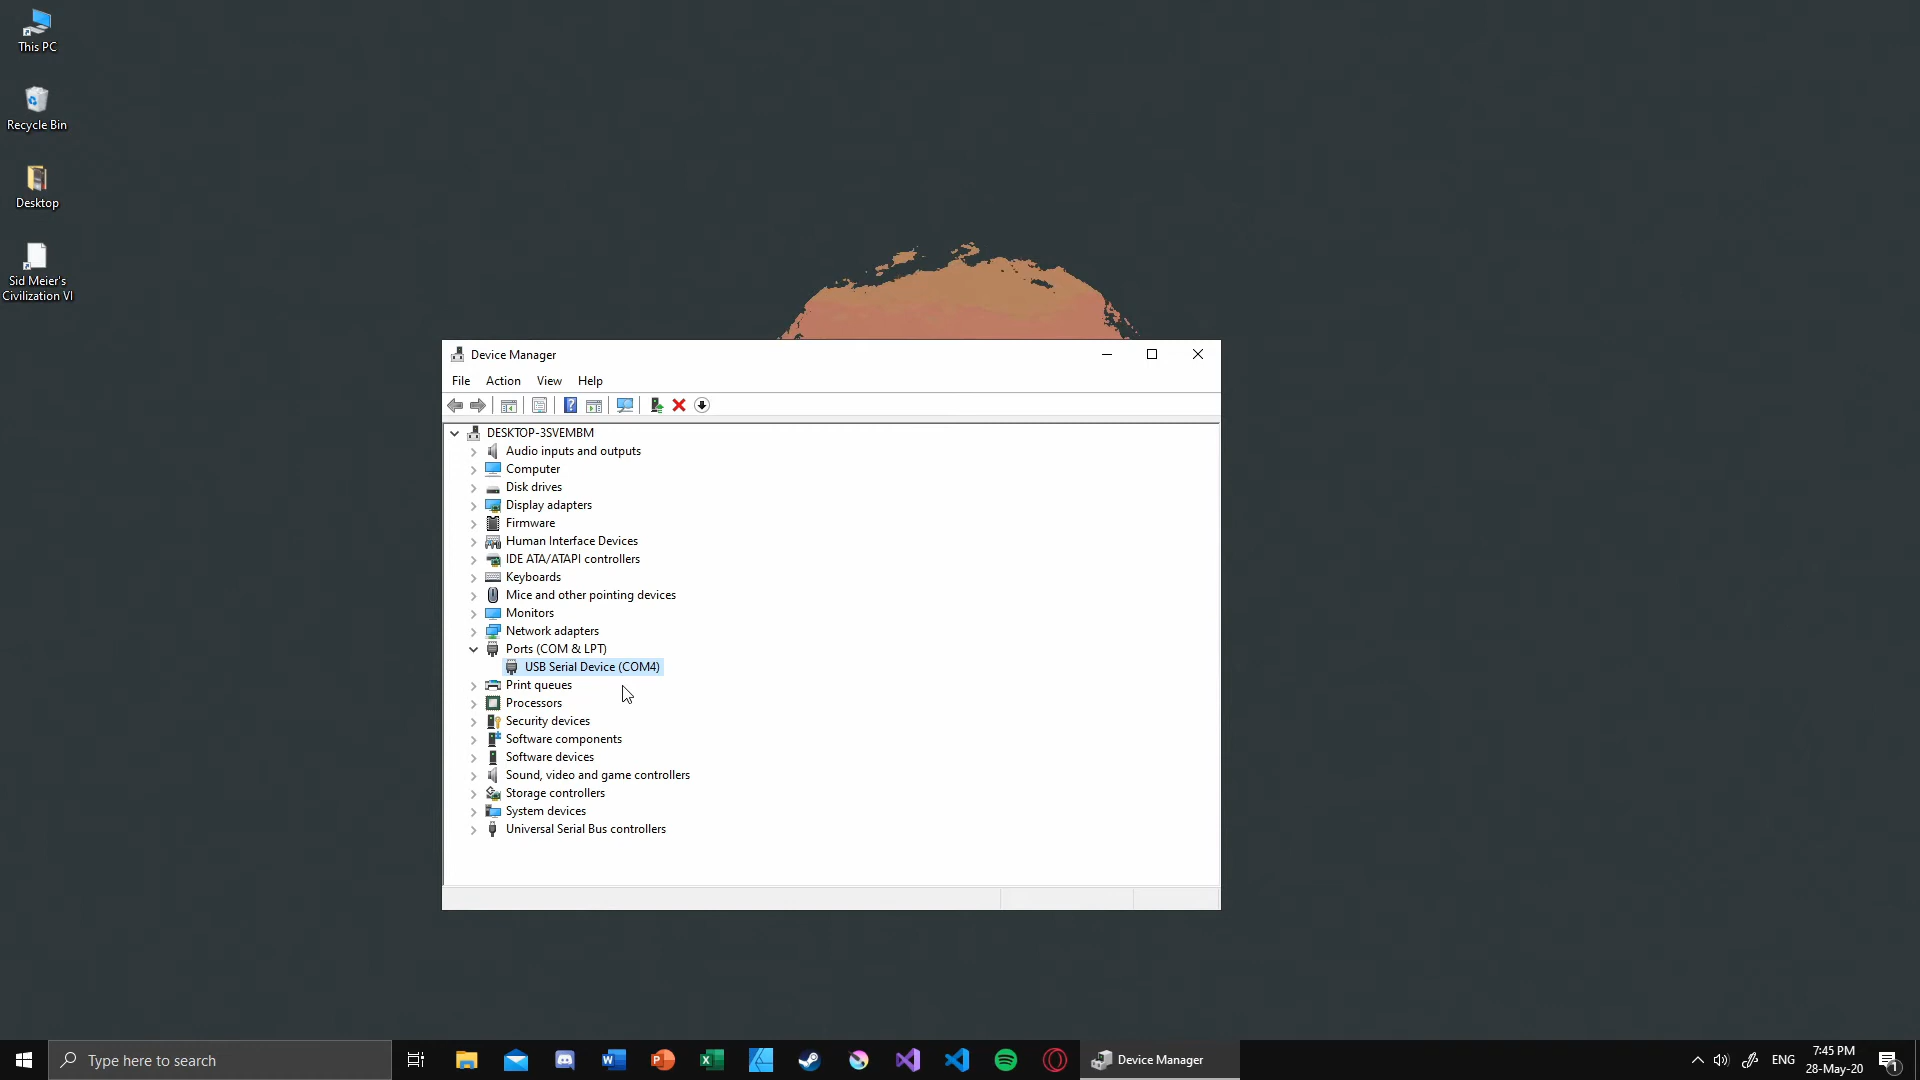 This PC
Recycle Bin
Desktop
Sid Meier's
Civilization VI
Device Manager
File Action View Help
DESKTOP-3SVEMBM
Audio inputs and outputs
Computer
Disk drives
Display adapters
Firmware
Human Interface Devices
IDE ATA/ATAPI controllers
Keyboards
Mice and other pointing devices
Monitors
Network adapters
Ports (COM & LPT)
USB Serial Device (COM4)
Print queues
Processors
Security devices
Software components
Software devices
Sound, video and game controllers
Storage controllers
System devices
Universal Serial Bus controllers
Type here to search
Device Manager
ENG
7:45 PM
28-May-20
1